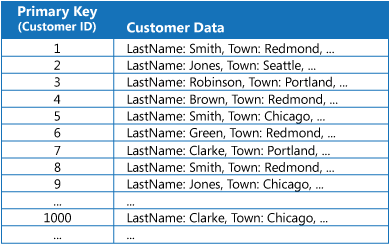 Primary Key
(Customer ID) Customer Data
1 LastName: Smith, Town: Redmond, ...
2 LastName: Jones, Town: Seattle, ...
3 LastName: Robinson, Town: Portland, ...
4 LastName: Brown, Town: Redmond, ...
5 LastName: Smith, Town: Chicago, ...
6 LastName: Green, Town: Redmond, ...
7 LastName: Clarke, Town: Portland, ...
8 LastName: Smith, Town: Redmond, ...
9 LastName: Jones, Town: Chicago, ...
... ...
1000 LastName: Clarke, Town: Chicago, ...
... ...